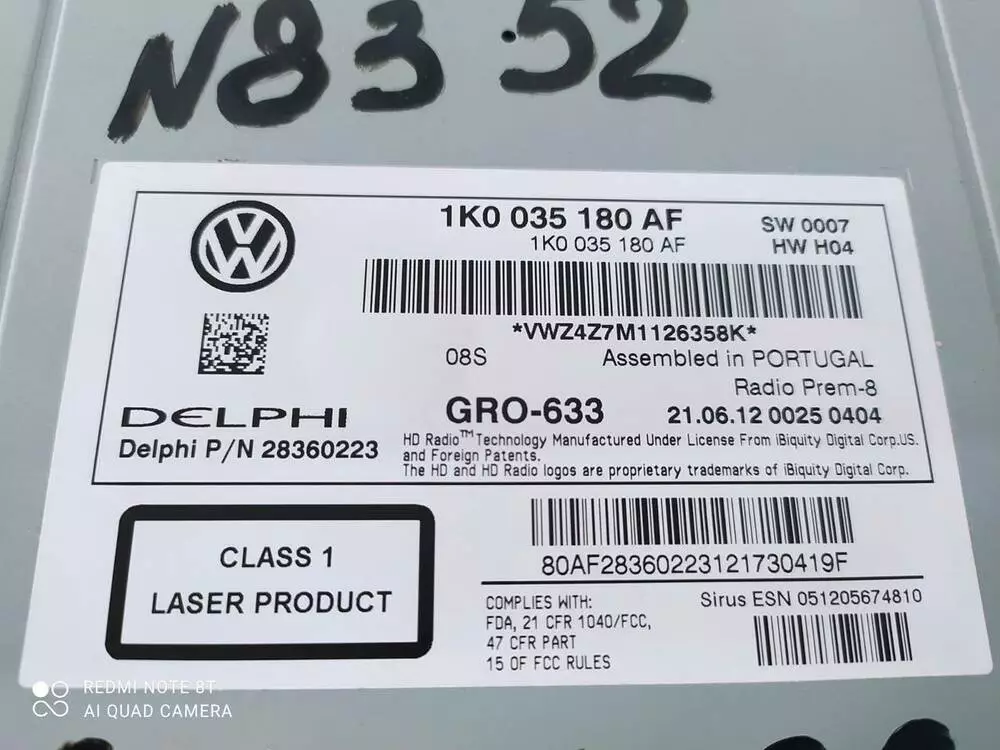 N83 52
1K0 035 180 AF
SW 0007
1K0 035 180 AF
HW H04
*VWZ4Z7M1126358K*
08S
Assembled in PORTUGAL
Radio Prem-8
DELPHI
GRO-633
21.06.12 0025 0404
Delphi P/N 28360223
HD Radio™ Technology Manufactured Under License From iBiquity Digital Corp.US.
and Foreign Patents.
The HD and HD Radio logos are proprietary trademarks of iBiquity Digital Corp.
CLASS 1
LASER PRODUCT
80AF28360223121730419F
COMPLIES WITH:
FDA, 21 CFR 1040/FCC,
47 CFR PART
15 OF FCC RULES
Sirus ESN 051205674810
REDMI NOTE 8T
AI QUAD CAMERA